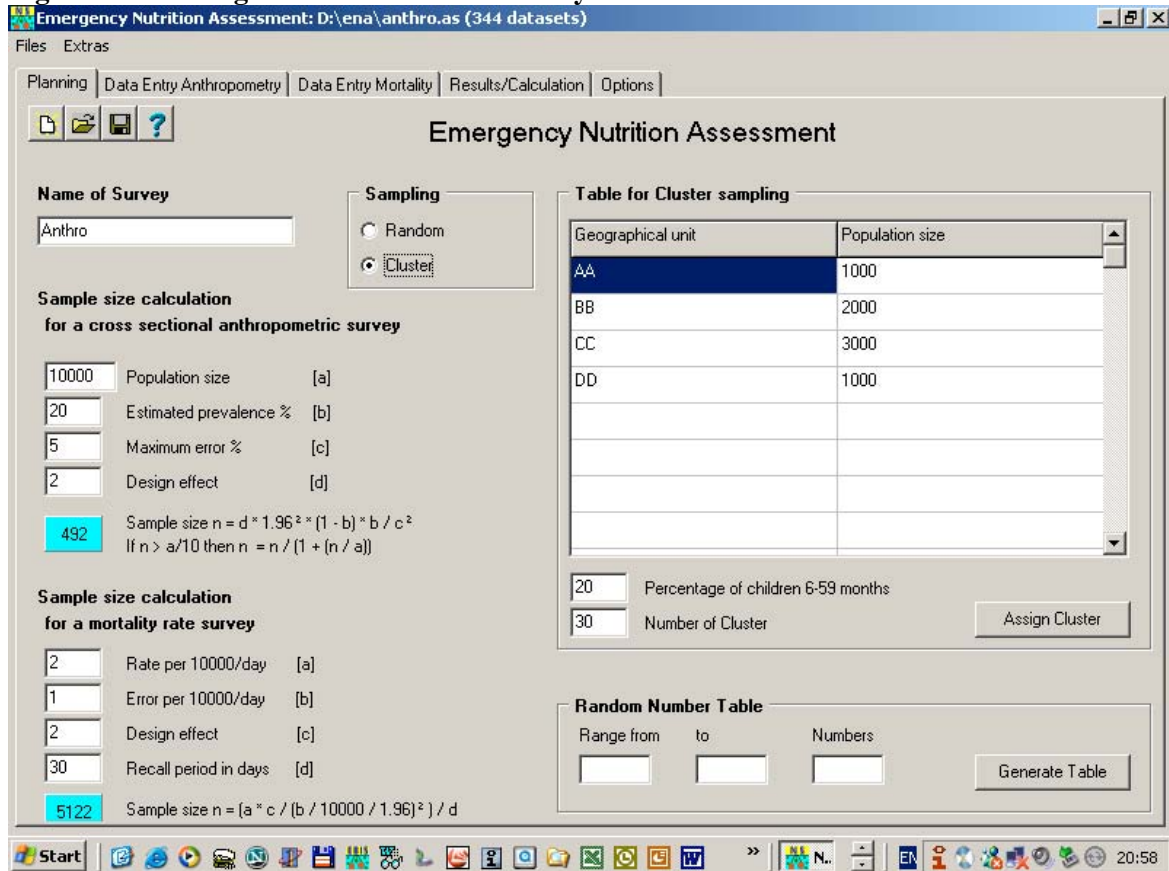 Emergency Nutrition Assessment: D:\ena\anthro.as (344 datasets)
Files Extras
Planning Data Entry Anthropometry Data Entry Mortality Results/Calculation Options
Emergency Nutrition Assessment
Name of Survey
Anthro
Sampling
Random
Cluster
Sample size calculation
for a cross sectional anthropometric survey
10000 Population size [a]
20 Estimated prevalence % [b]
5 Maximum error % [c]
2 Design effect [d]
492 Sample size n = d * 1.96² * (1 - b) * b / c²
If n > a/10 then n = n / (1 + (n / a))
Sample size calculation
for a mortality rate survey
2 Rate per 10000/day [a]
1 Error per 10000/day [b]
2 Design effect [c]
30 Recall period in days [d]
5122 Sample size n = (a * c / (b / 10000 / 1.96)² ) / d
Table for Cluster sampling
Geographical unit Population size
AA 1000
BB 2000
CC 3000
DD 1000
20 Percentage of children 6-59 months
30 Number of Cluster
Assign Cluster
Random Number Table
Range from to Numbers
Generate Table
Start » N.. EN 20:58